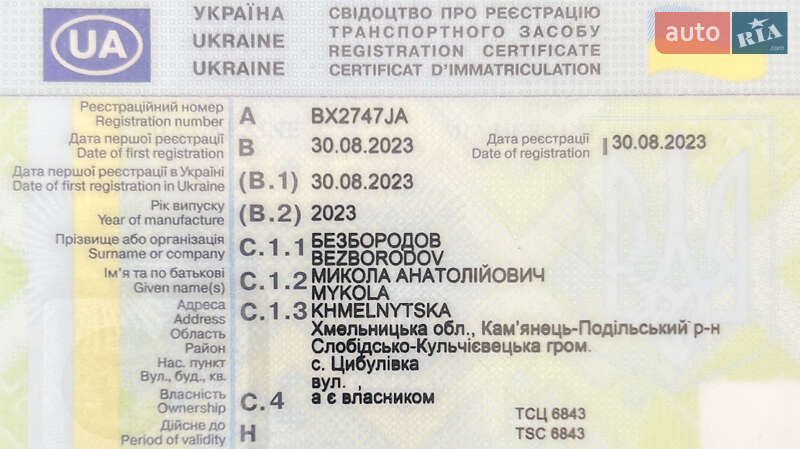 UA
УКРАЇНА
UKRAINE
UKRAINE
СВІДОЦТВО ПРО РЕЄСТРАЦІЮ
ТРАНСПОРТНОГО ЗАСОБУ
REGISTRATION CERTIFICATE
CERTIFICAT D'IMMATRICULATION
auto RIA.com
Реєстраційний номер
Registration number A BX2747JA
Дата першої реєстрації
Date of first registration B 30.08.2023
Дата реєстрації
Date of registration 30.08.2023
Дата першої реєстрації в Україні
Date of first registration in Ukraine (B.1) 30.08.2023
Рік випуску
Year of manufacture (B.2) 2023
Прізвище або організація
Surname or company C.1.1 БЕЗБОРОДОВ
BEZBORODOV
Ім'я та по батькові
Given name(s) C.1.2 МИКОЛА АНАТОЛІЙОВИЧ
MYKOLA
Адреса
Address C.1.3 KHMELNYTSKA
Область Хмельницька обл., Кам'янець-Подільський р-н
Район Слобідсько-Кульчієвецька гром.
Нас. пункт с. Цибулівка
Вул., буд., кв. вул. ,
Власність
Ownership C.4 а є власником
Дійсне до
Period of validity H
ТСЦ 6843
TSC 6843